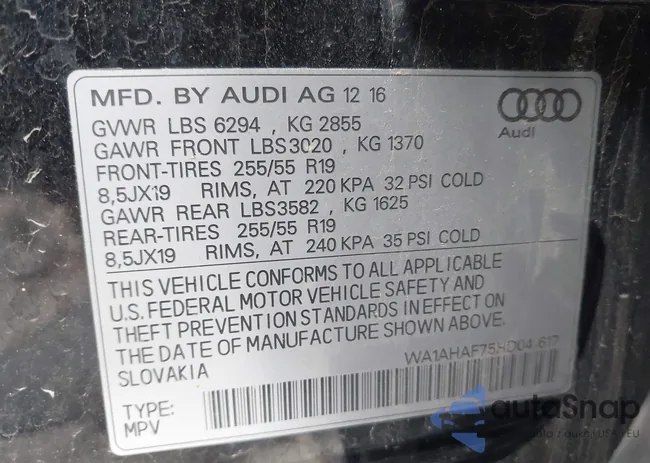 MFD. BY AUDI AG 12 16
Audi
GVWR LBS 6294 , KG 2855
GAWR FRONT LBS3020 , KG 1370
FRONT-TIRES 255/55 R19
8,5JX19 RIMS, AT 220 KPA 32 PSI COLD
GAWR REAR LBS3582 , KG 1625
REAR-TIRES 255/55 R19
8,5JX19 RIMS, AT 240 KPA 35 PSI COLD
THIS VEHICLE CONFORMS TO ALL APPLICABLE
U.S. FEDERAL MOTOR VEHICLE SAFETY AND
THEFT PREVENTION STANDARDS IN EFFECT ON
THE DATE OF MANUFACTURE SHOWN ABOVE.
SLOVAKIA
TYPE:
MPV
autoSnap